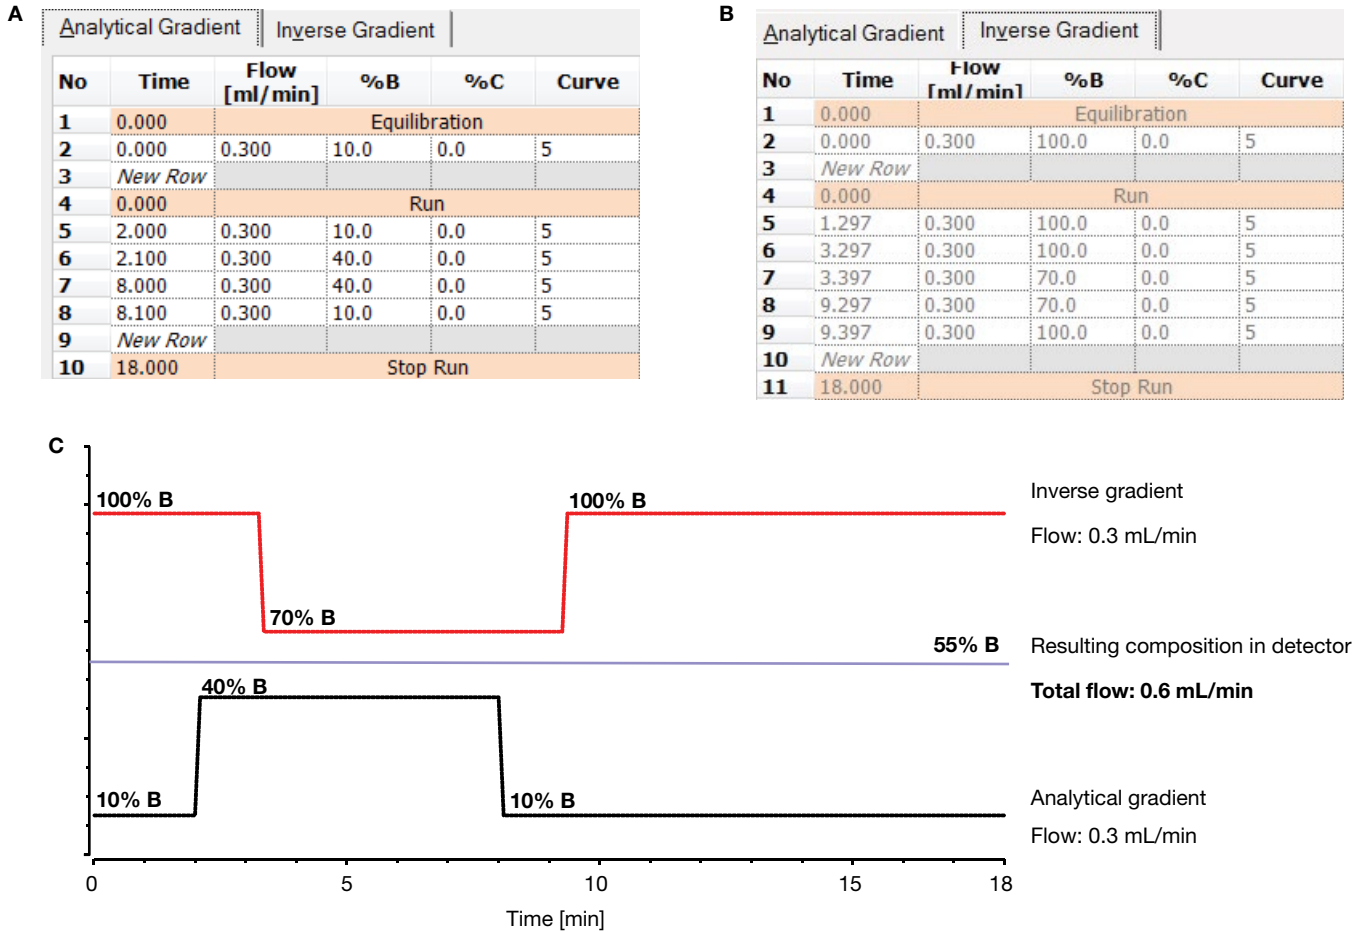 A
Analytical Gradient Inverse Gradient
No Time Flow [ml/min] %B %C Curve
1 0.000 Equilibration
2 0.000 0.300 10.0 0.0 5
3 New Row
4 0.000 Run
5 2.000 0.300 10.0 0.0 5
6 2.100 0.300 40.0 0.0 5
7 8.000 0.300 40.0 0.0 5
8 8.100 0.300 10.0 0.0 5
9 New Row
10 18.000 Stop Run
B
Analytical Gradient Inverse Gradient
No Time Flow [ml/min] %B %C Curve
1 0.000 Equilibration
2 0.000 0.300 100.0 0.0 5
3 New Row
4 0.000 Run
5 1.297 0.300 100.0 0.0 5
6 3.297 0.300 100.0 0.0 5
7 3.397 0.300 70.0 0.0 5
8 9.297 0.300 70.0 0.0 5
9 9.397 0.300 100.0 0.0 5
10 New Row
11 18.000 Stop Run
C
100% B
100% B
Inverse gradient
Flow: 0.3 mL/min
70% B
55% B
Resulting composition in detector
Total flow: 0.6 mL/min
40% B
10% B
10% B
Analytical gradient
Flow: 0.3 mL/min
0 5 10 15 18
Time [min]